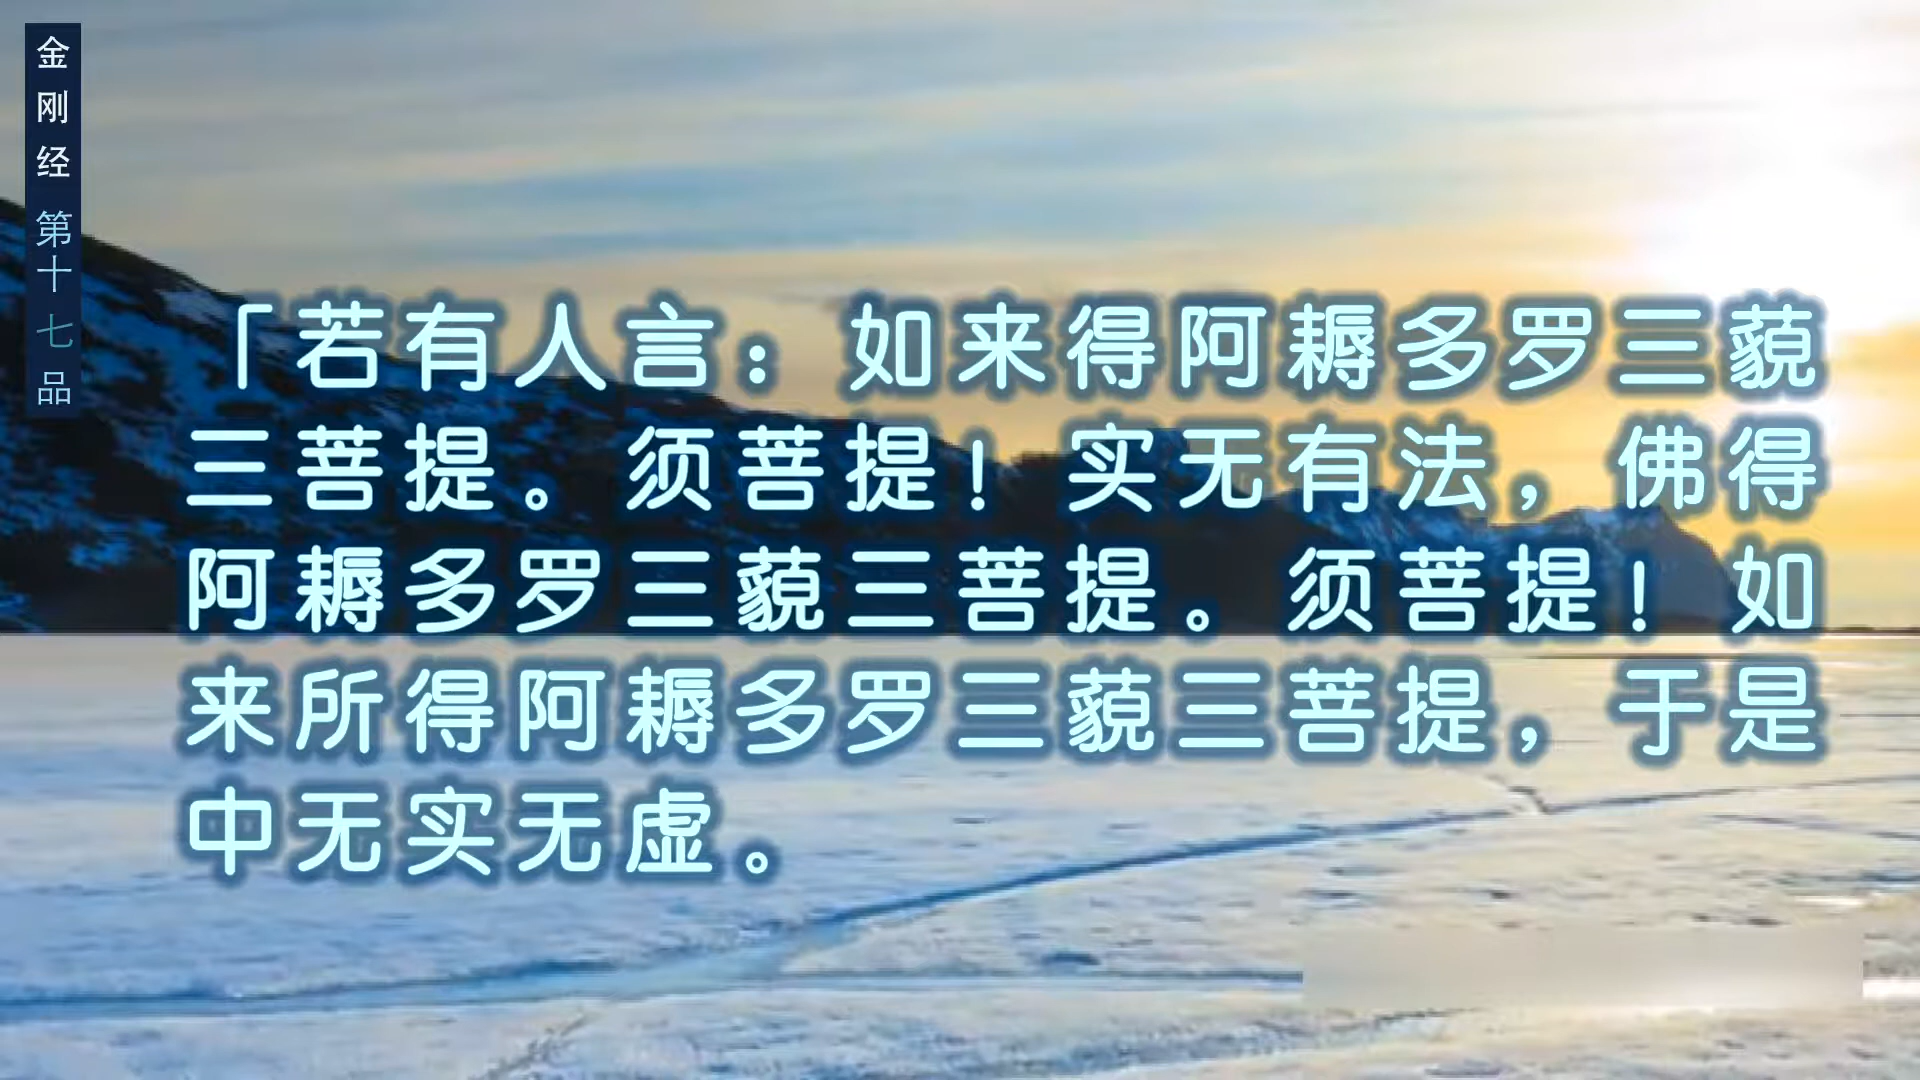 金刚经 第十七品
「若有人言：如来得阿耨多罗三藐
三菩提。须菩提！实无有法，佛得
阿耨多罗三藐三菩提。须菩提！如
来所得阿耨多罗三藐三菩提，于是
中无实无虚。